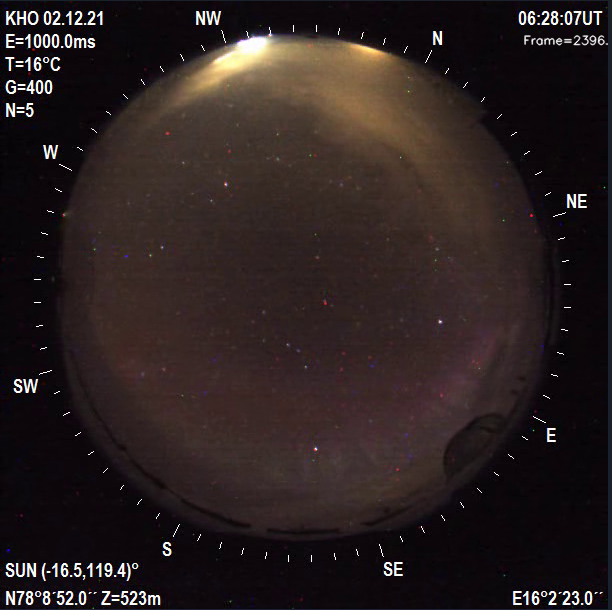 KHO 02.12.21
E=1000.0ms
T=16°C
G=400
N=5
06:28:07UT
Frame=2396.
NW
N
W
NE
SW
E
S
SE
SUN (-16.5,119.4)°
N78°8´52.0´´ Z=523m
E16°2´23.0´´